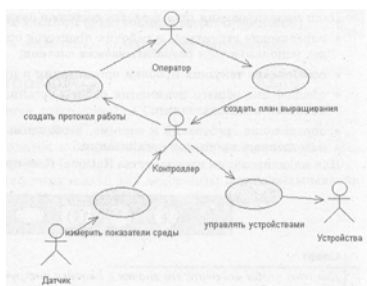 Оператор
создать протокол работы
создать план выращивания
Контроллер
измерить показатели среды
управлять устройствами
Устройства
Датчик